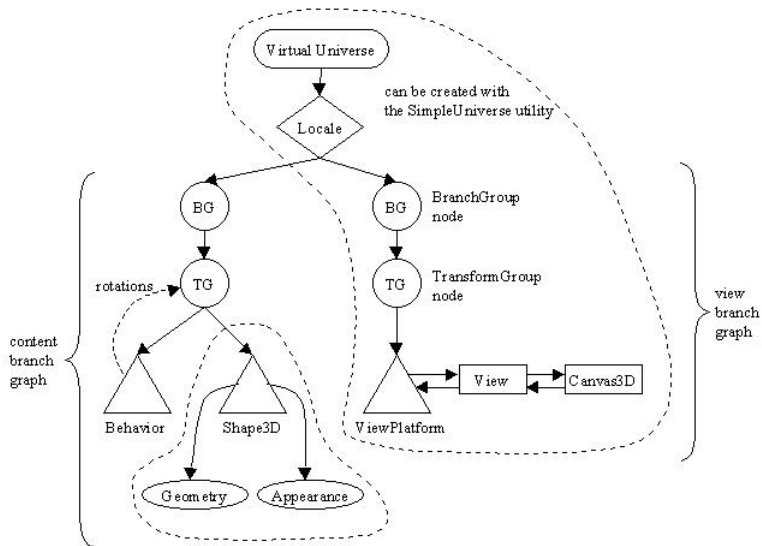 Virtual Universe
can be created with
the SimpleUniverse utility
Locale
BG
BG
BranchGroup
node
rotations
TG
TG
TransformGroup
node
content
branch
graph
view
branch
graph
View
Canvas3D
Behavior
Shape3D
ViewPlatform
Geometry
Appearance